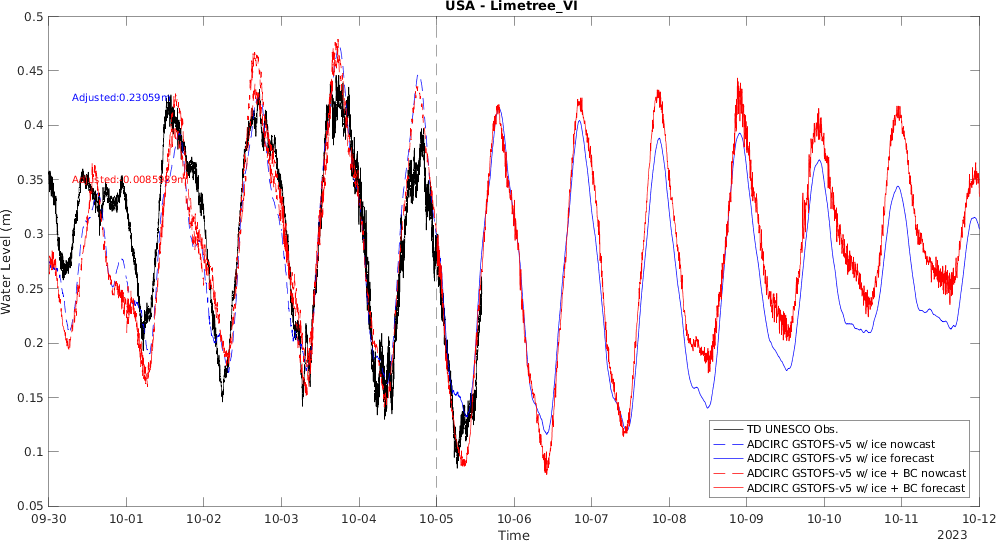 USA - Limetree_VI
0.5
0.45
0.4
0.35
0.3
0.25
0.2
0.15
0.1
0.05
Water Level (m)
Adjusted:0.23059m
Adjusted:-0.0085939m
TD UNESCO Obs.
ADCIRC GSTOFS-v5 w/ ice nowcast
ADCIRC GSTOFS-v5 w/ ice forecast
ADCIRC GSTOFS-v5 w/ ice + BC nowcast
ADCIRC GSTOFS-v5 w/ ice + BC forecast
09-30 10-01 10-02 10-03 10-04 10-05 10-06 10-07 10-08 10-09 10-10 10-11 10-12
Time
2023